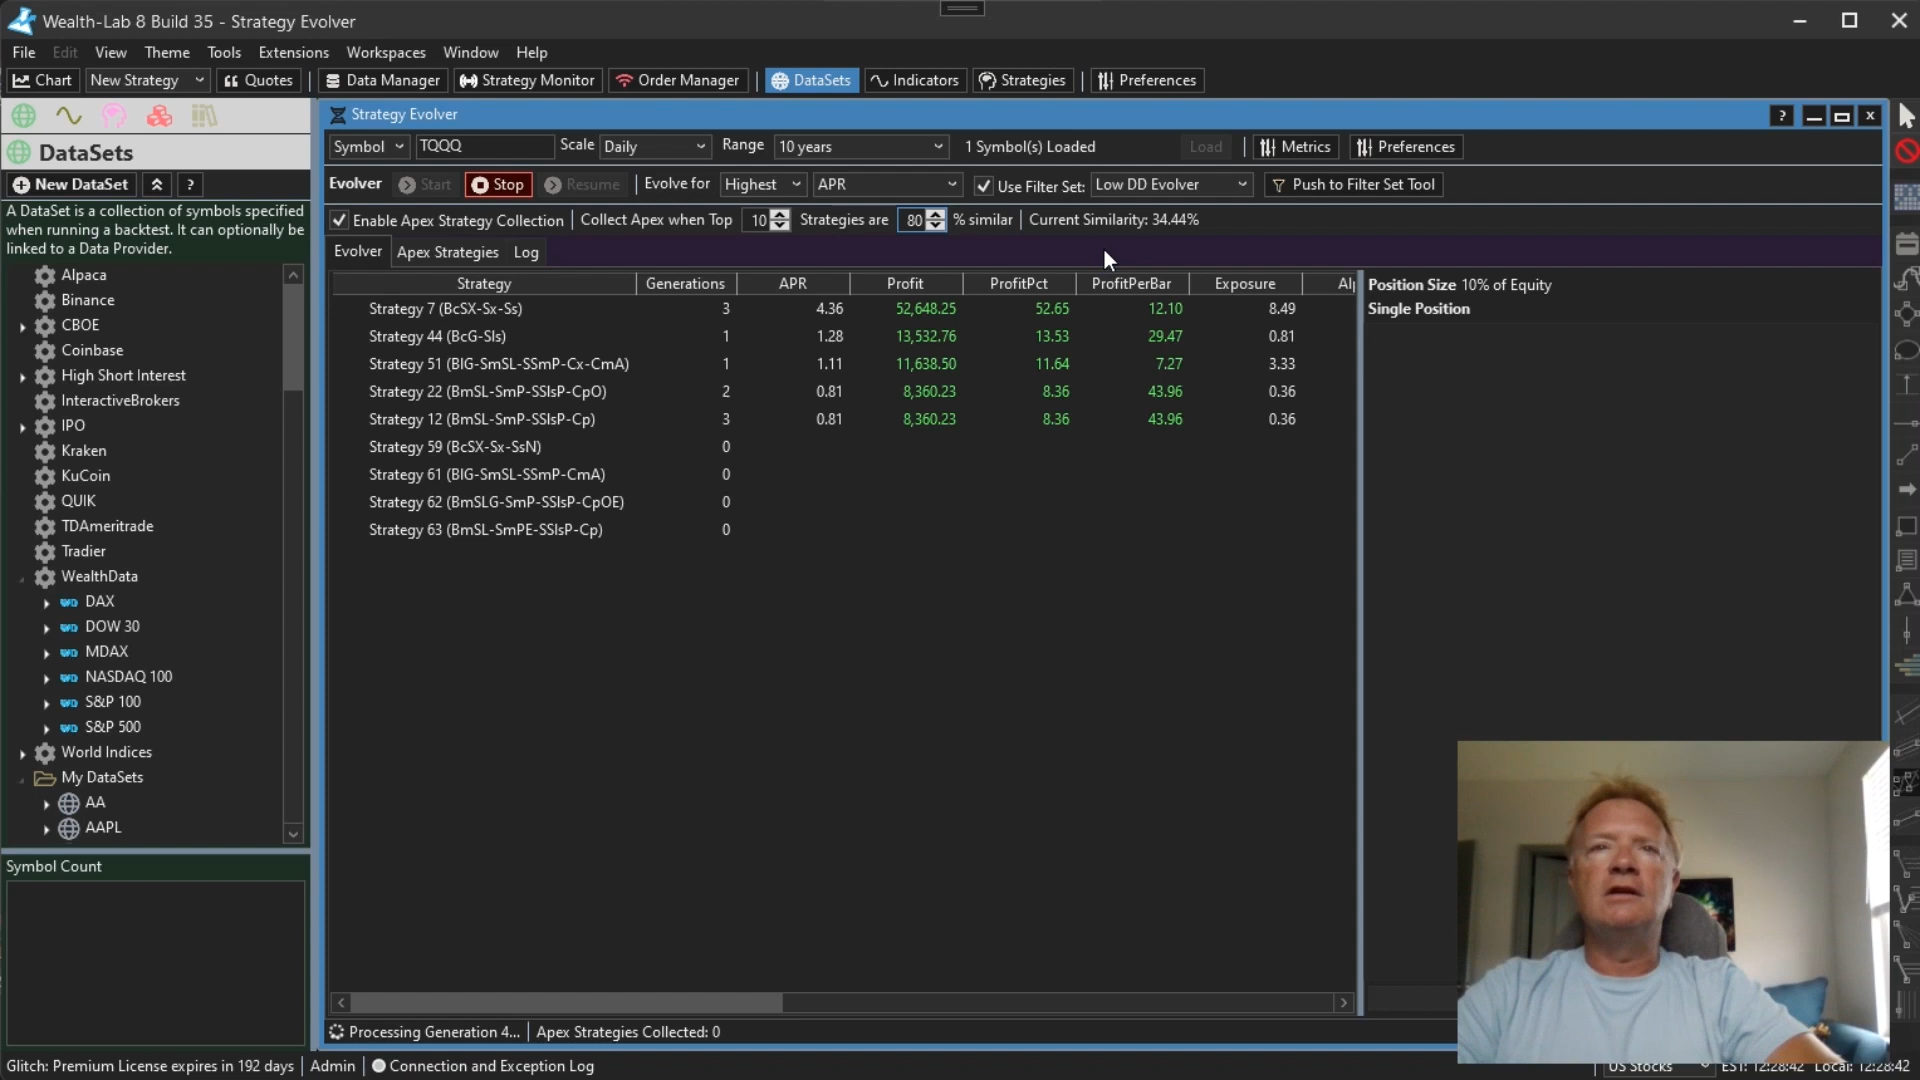 Wealth-Lab 8 Build 35 - Strategy Evolver
File Edit View Theme Tools Extensions Workspaces Window Help
Chart New Strategy Quotes Data Manager Strategy Monitor Order Manager DataSets Indicators Strategies Preferences
DataSets
New DataSet ?
A DataSet is a collection of symbols specified
when running a backtest. It can optionally be
linked to a Data Provider.
Alpaca
Binance
CBOE
Coinbase
High Short Interest
InteractiveBrokers
IPO
Kraken
KuCoin
QUIK
TDAmeritrade
Tradier
WealthData
DAX
DOW 30
MDAX
NASDAQ 100
S&P 100
S&P 500
World Indices
My DataSets
AA
AAPL
Symbol Count
Strategy Evolver ? x
Symbol TQQQ Scale Daily Range 10 years 1 Symbol(s) Loaded Load Metrics Preferences
Evolver Start Stop Resume Evolve for Highest APR Use Filter Set: Low DD Evolver Push to Filter Set Tool
Enable Apex Strategy Collection Collect Apex when Top 10 Strategies are 80 % similar Current Similarity: 34.44%
Evolver Apex Strategies Log
Strategy Generations APR Profit ProfitPct ProfitPerBar Exposure Alp
Strategy 7 (BcSX-Sx-Ss) 3 4.36 52,648.25 52.65 12.10 8.49
Strategy 44 (BcG-SIs) 1 1.28 13,532.76 13.53 29.47 0.81
Strategy 51 (BIG-SmSL-SSmP-Cx-CmA) 1 1.11 11,638.50 11.64 7.27 3.33
Strategy 22 (BmSL-SmP-SSIsP-CpO) 2 0.81 8,360.23 8.36 43.96 0.36
Strategy 12 (BmSL-SmP-SSIsP-Cp) 3 0.81 8,360.23 8.36 43.96 0.36
Strategy 59 (BcSX-Sx-SsN) 0
Strategy 61 (BIG-SmSL-SSmP-CmA) 0
Strategy 62 (BmSLG-SmP-SSIsP-CpOE) 0
Strategy 63 (BmSL-SmPE-SSIsP-Cp) 0
Position Size 10% of Equity
Single Position
Processing Generation 4... Apex Strategies Collected: 0
Glitch: Premium License expires in 192 days Admin Connection and Exception Log US Stocks EST: 12:28:42 Local: 12:28:42